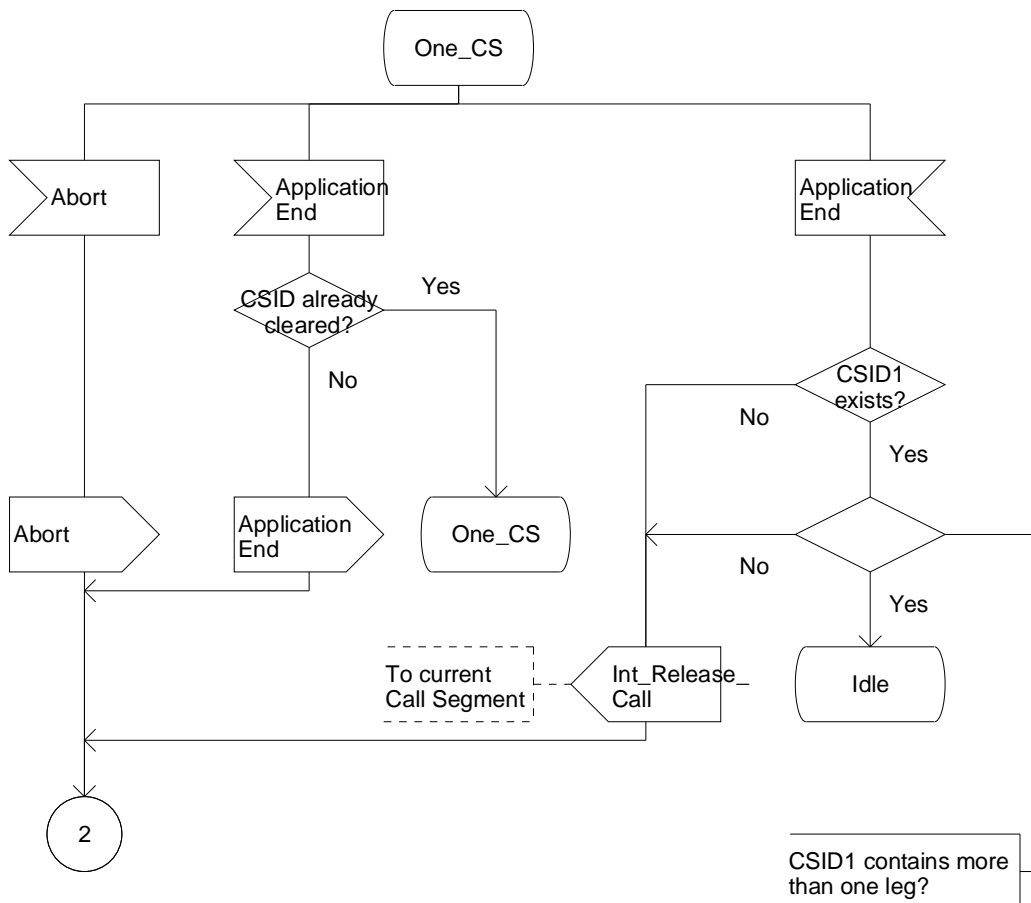 One_CS
Abort
Application
End
Application
End
CSID already
cleared?
Yes
No
CSID1
exists?
No
Yes
Abort
Application
End
One_CS
No
Yes
To current
Call Segment
Int_Release_
Call
Idle
2
CSID1 contains more
than one leg?